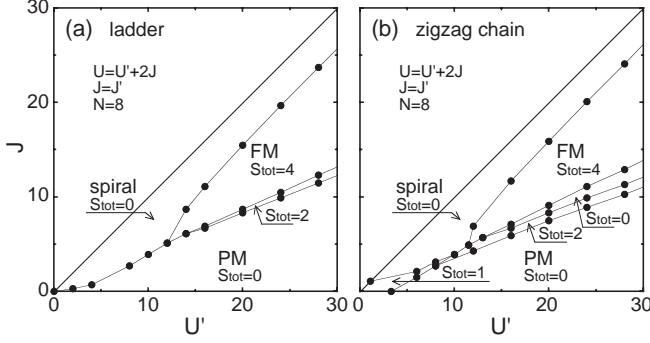 (a) ladder
U=U'+2J
J=J'
N=8
FM
Stot=4
spiral
Stot=0
Stot=2
PM
Stot=0
J
30
20
10
0
0 10 20 30
U'
(b) zigzag chain
U=U'+2J
J=J'
N=8
FM
Stot=4
spiral
Stot=0
Stot=0
Stot=2
Stot=1
PM
Stot=0
0 10 20 30
U'